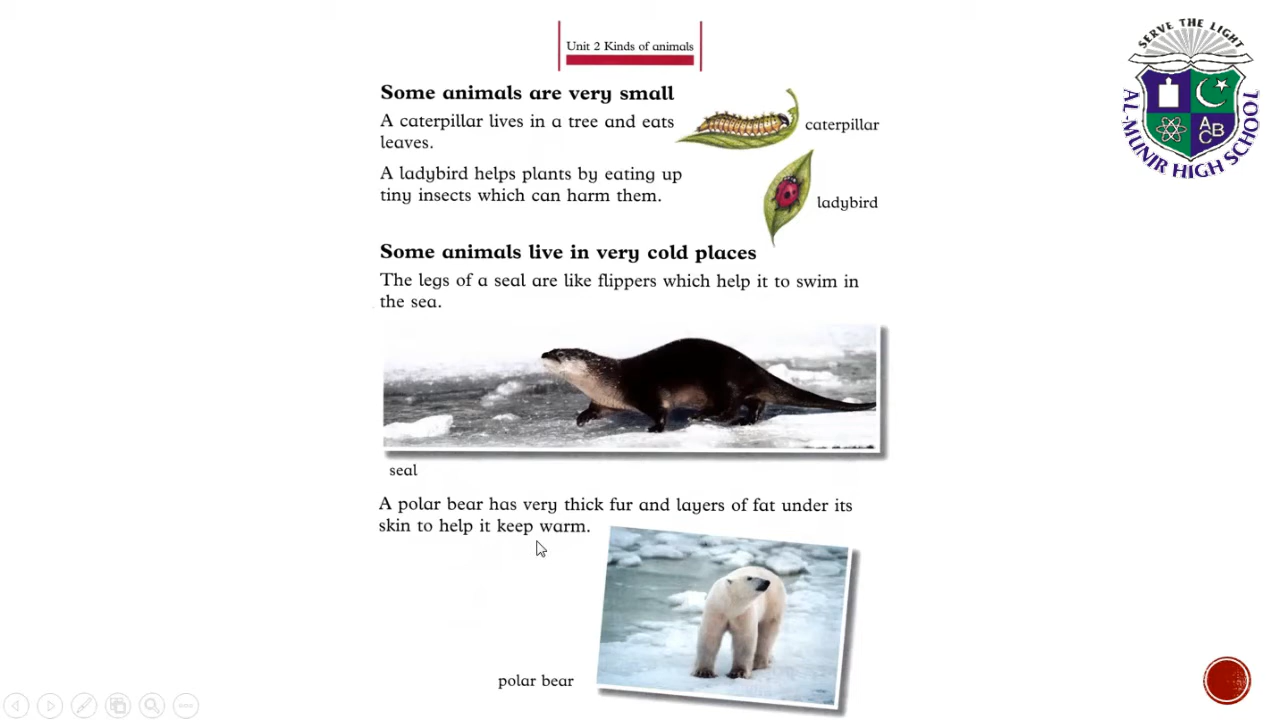 Unit 2 Kinds of animals
Some animals are very small
A caterpillar lives in a tree and eats
leaves.
caterpillar
A ladybird helps plants by eating up
tiny insects which can harm them.
ladybird
Some animals live in very cold places
The legs of a seal are like flippers which help it to swim in
the sea.
seal
A polar bear has very thick fur and layers of fat under its
skin to help it keep warm.
polar bear
SERVE THE LIGHT
ABC
AL-MUNIR HIGH SCHOOL